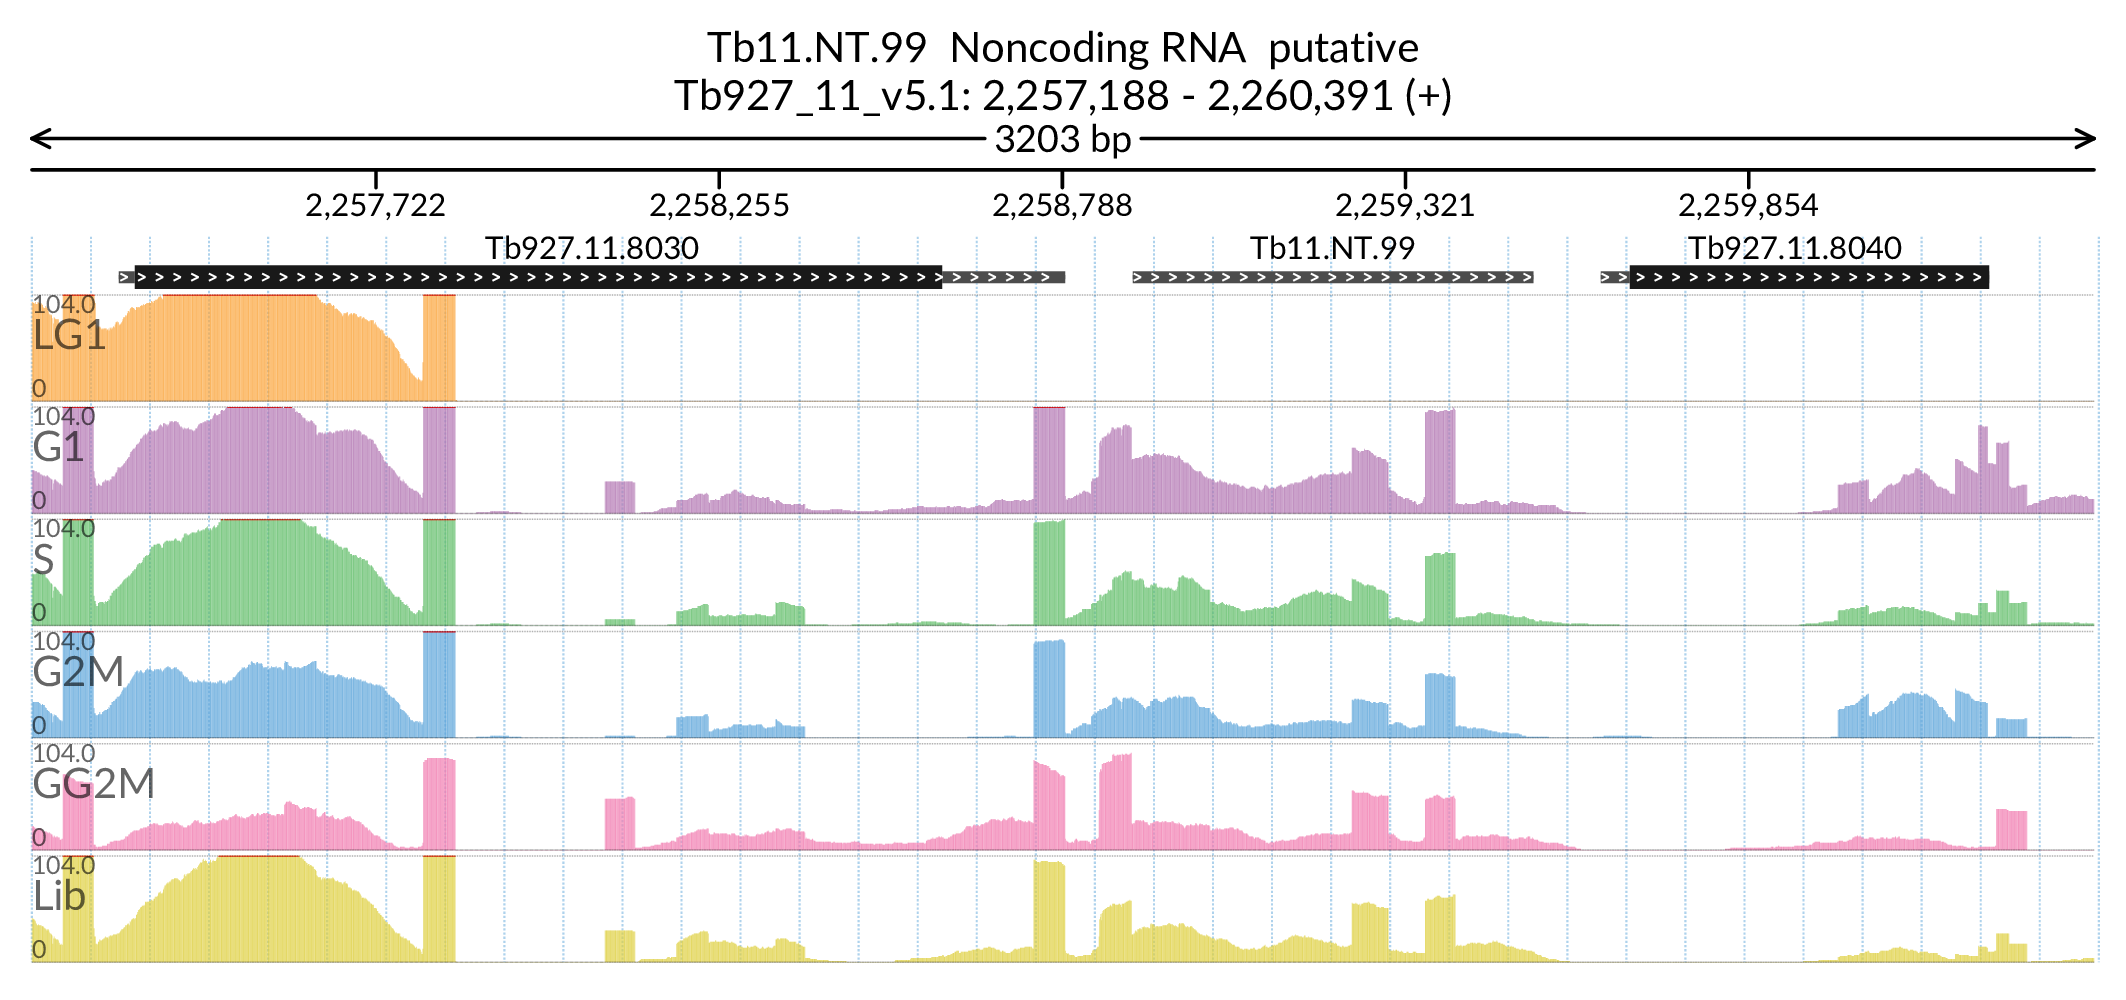 Tb11.NT.99 Noncoding RNA putative
Tb927_11_v5.1: 2,257,188 - 2,260,391 (+)
3203 bp
2,257,722 2,258,255 2,258,788 2,259,321 2,259,854
Tb927.11.8030 Tb11.NT.99 Tb927.11.8040
104.0
LG1
0
104.0
G1
0
104.0
S
0
104.0
G2M
0
104.0
GG2M
0
104.0
Lib
0